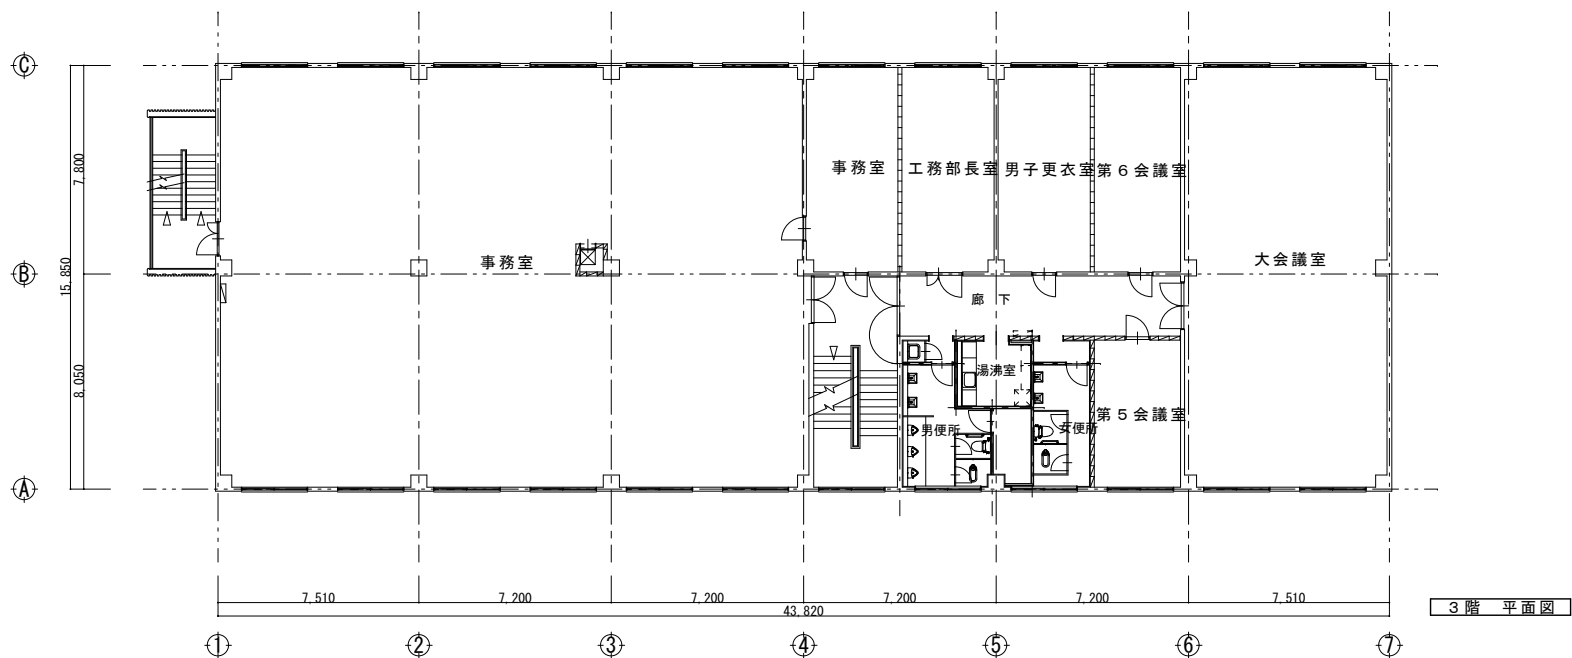 C
7,800
事務室
工務部長室
男子更衣室
第6会議室
B
15,850
事務室
大会議室
廊 下
8,050
湯沸室
第5会議室
男便所
女便所
A
7,510
7,200
7,200
7,200
7,200
7,510
43,820
3階 平面図
1
2
3
4
5
6
7